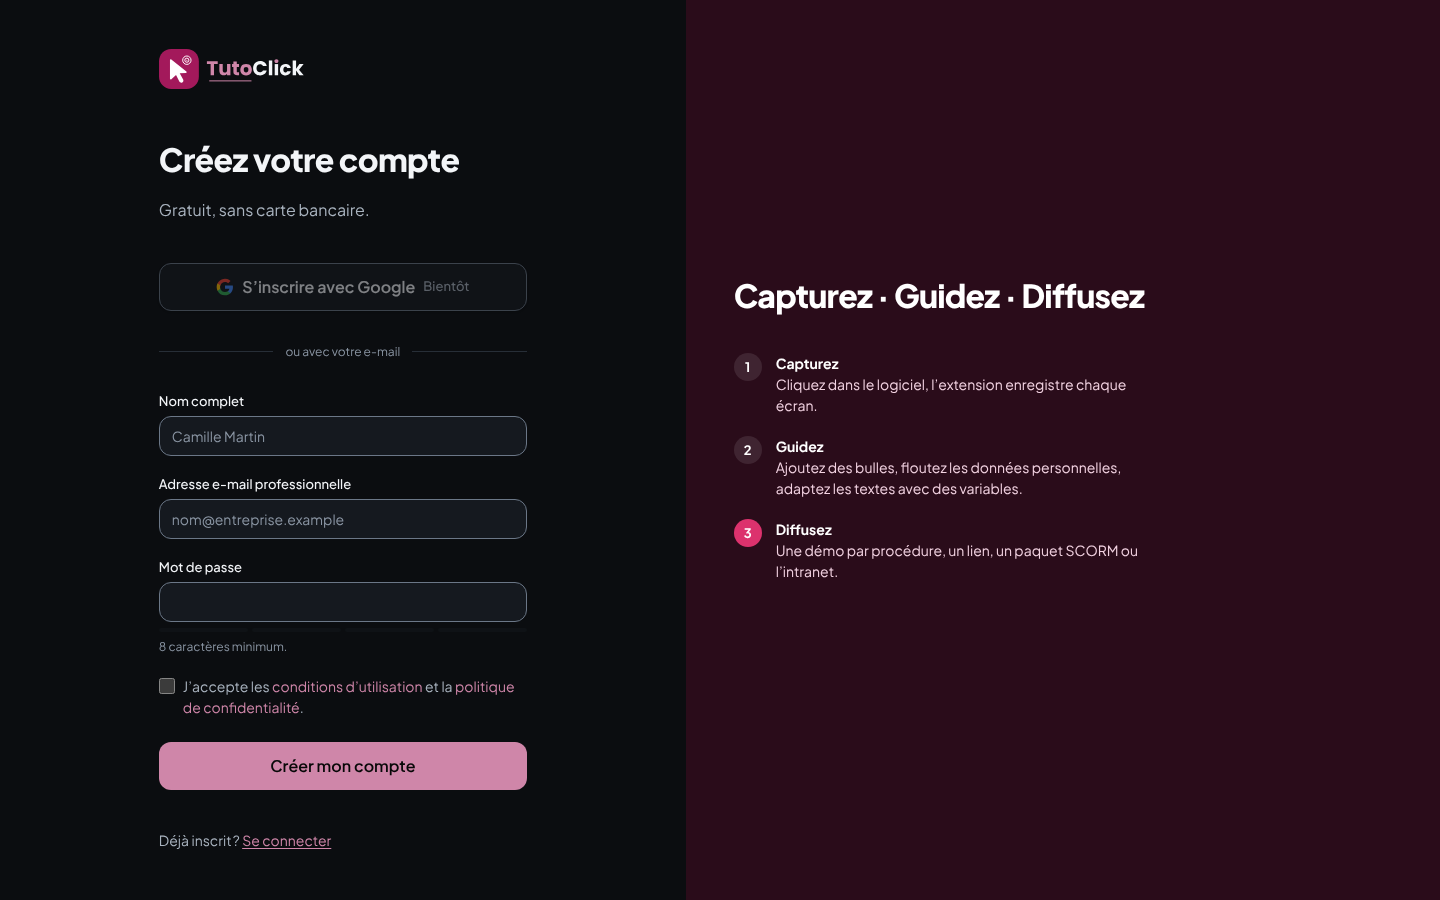 TutoClick
Créez votre compte
Gratuit, sans carte bancaire.
S’inscrire avec Google Bientôt
ou avec votre e-mail
Nom complet
Camille Martin
Adresse e-mail professionnelle
nom@entreprise.example
Mot de passe
8 caractères minimum.
J’accepte les conditions d’utilisation et la politique
de confidentialité.
Créer mon compte
Déjà inscrit ? Se connecter
Capturez · Guidez · Diffusez
1 Capturez
Cliquez dans le logiciel, l’extension enregistre chaque
écran.
2 Guidez
Ajoutez des bulles, floutez les données personnelles,
adaptez les textes avec des variables.
3 Diffusez
Une démo par procédure, un lien, un paquet SCORM ou
l’intranet.